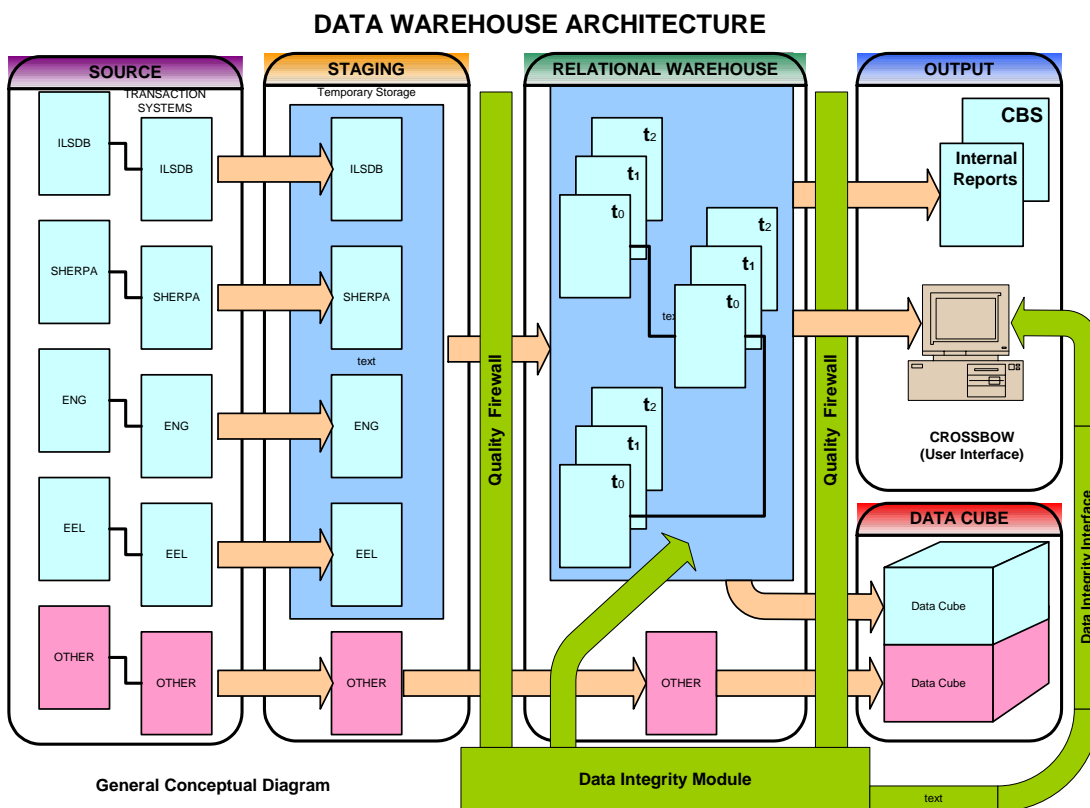 DATA WAREHOUSE ARCHITECTURE
SOURCE
TRANSACTION
SYSTEMS
ILSDB
ILSDB
SHERPA
SHERPA
ENG
ENG
EEL
EEL
OTHER
OTHER
STAGING
Temporary Storage
ILSDB
SHERPA
text
ENG
EEL
OTHER
Quality Firewall
RELATIONAL WAREHOUSE
t2
t1
t0
t2
t1
t0
text
t2
t1
t0
OTHER
Quality Firewall
OUTPUT
CBS
Internal
Reports
CROSSBOW
(User Interface)
DATA CUBE
Data Cube
Data Cube
Data Integrity Interface
General Conceptual Diagram
Data Integrity Module
text